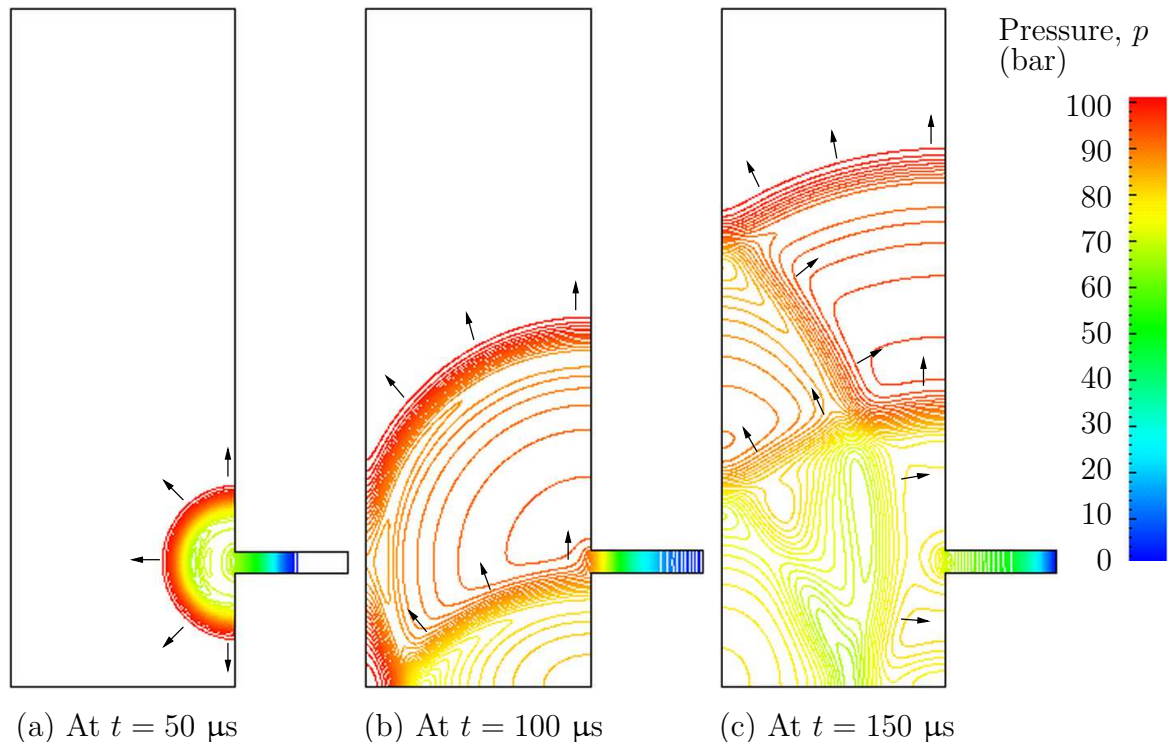 Pressure, p
(bar)
100
90
80
70
60
50
40
30
20
10
0
(a) At t = 50 μs
(b) At t = 100 μs
(c) At t = 150 μs